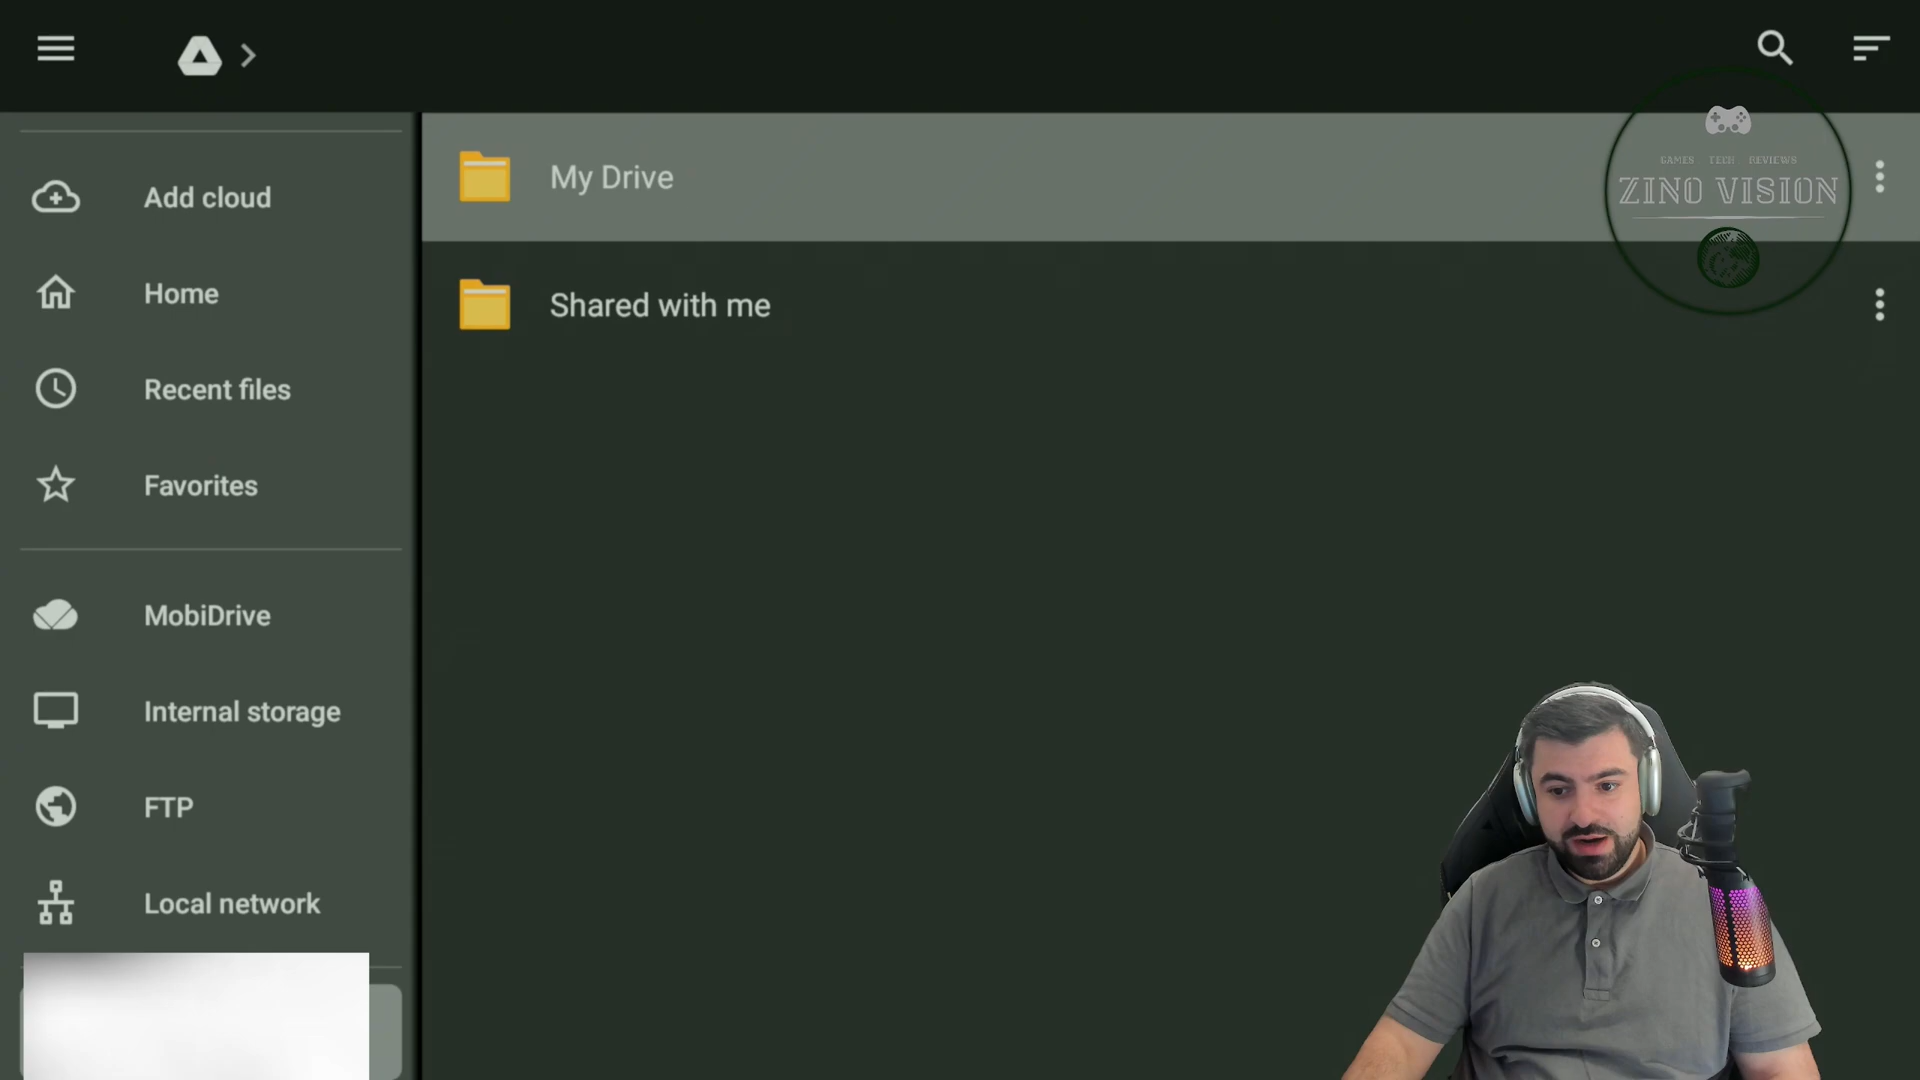 Add cloud
Home
Recent files
Favorites
MobiDrive
Internal storage
FTP
Local network
My Drive
Shared with me
GAMES TECH REVIEWS
ZINO VISION